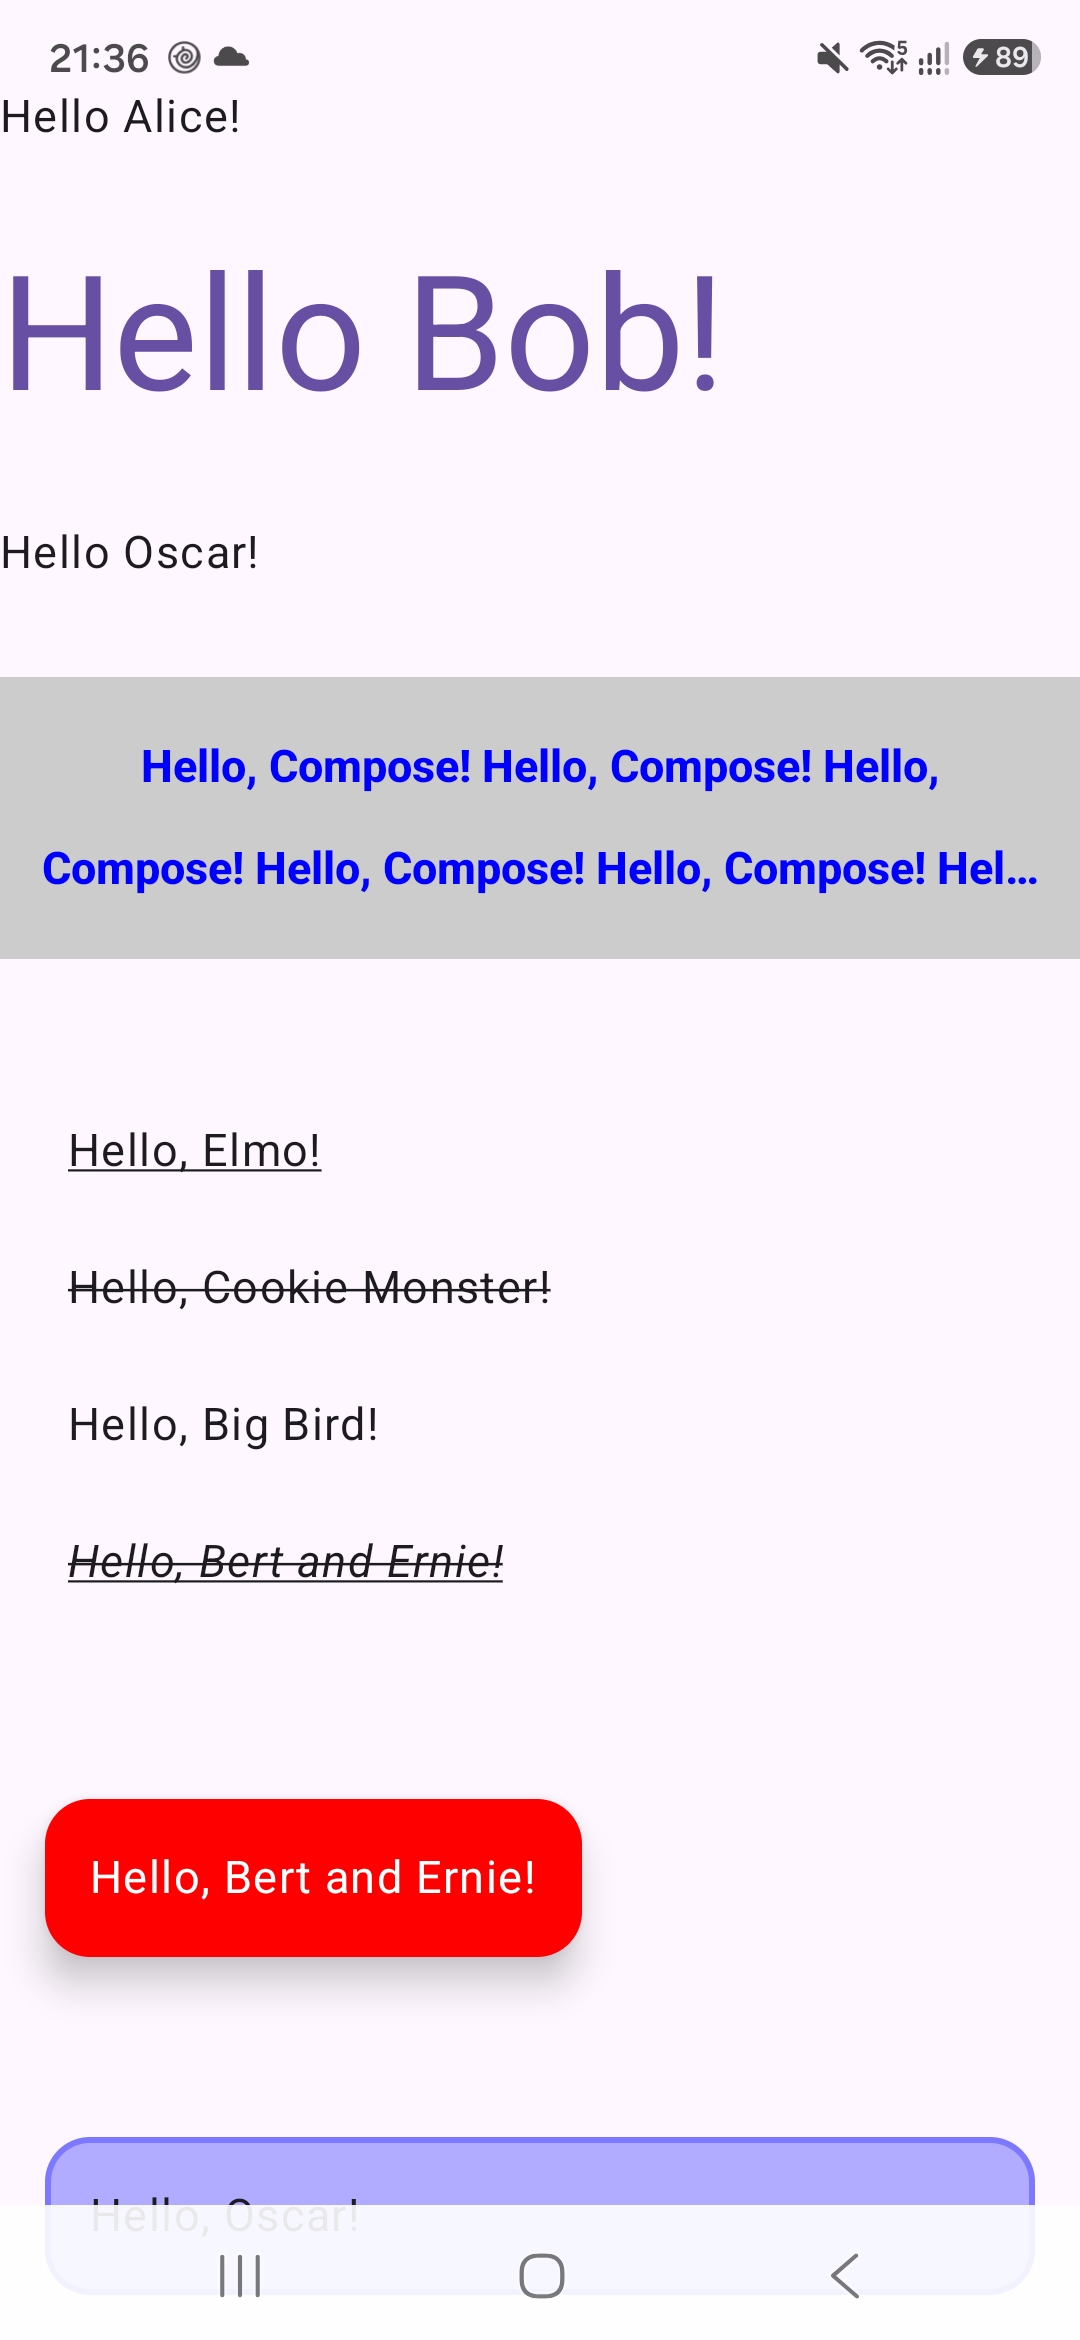 21:36
5
89
Hello Alice!
Hello Bob!
Hello Oscar!
Hello, Compose! Hello, Compose! Hello,
Compose! Hello, Compose! Hello, Compose! Hel…
Hello, Elmo!
Hello, Cookie Monster!
Hello, Big Bird!
Hello, Bert and Ernie!
Hello, Bert and Ernie!
Hello, Oscar!